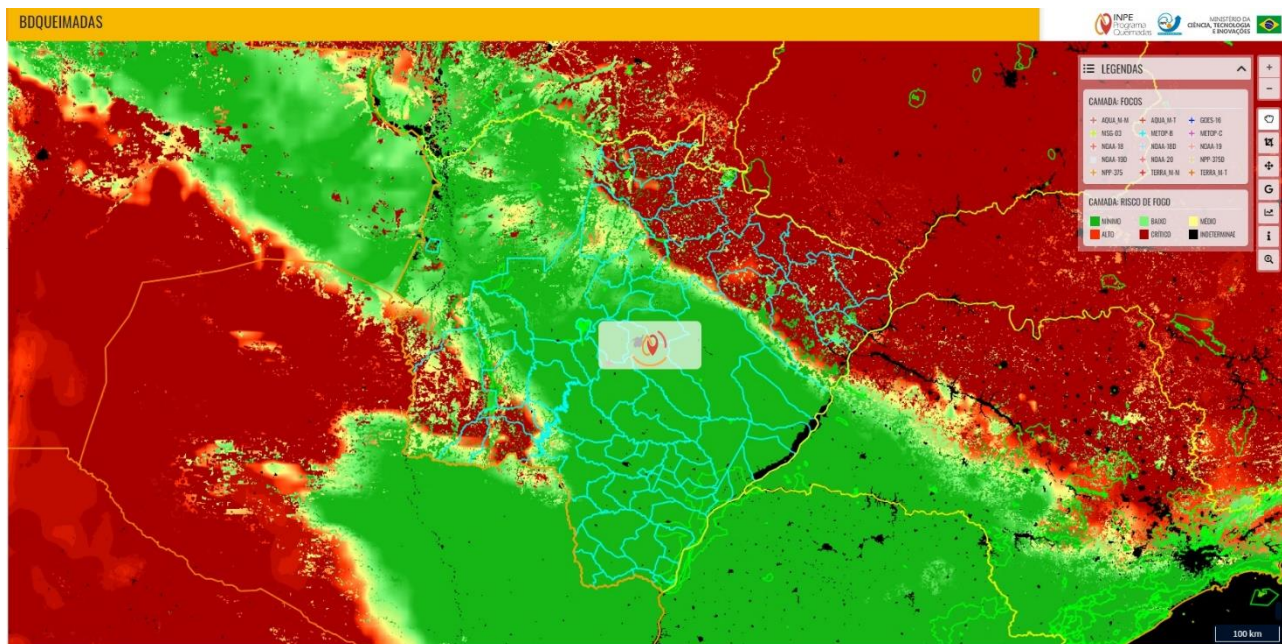 BDQUEIMADAS
INPE
Programa
Queimadas
MINISTÉRIO DA
CIÊNCIA, TECNOLOGIA
E INOVAÇÕES
LEGENDAS
CAMADA: FOCOS
AQUA_M-M AQUA_M-T GOES-16
MSG-03 METOP-B METOP-C
NOAA-18 NOAA-18D NOAA-19
NOAA-19D NOAA-20 NPP-375D
NPP-375 TERRA_M-M TERRA_M-T
CAMADA: RISCO DE FOGO
MÍNIMO BAIXO MÉDIO
ALTO CRÍTICO INDETERMINAE
G
i
100 km